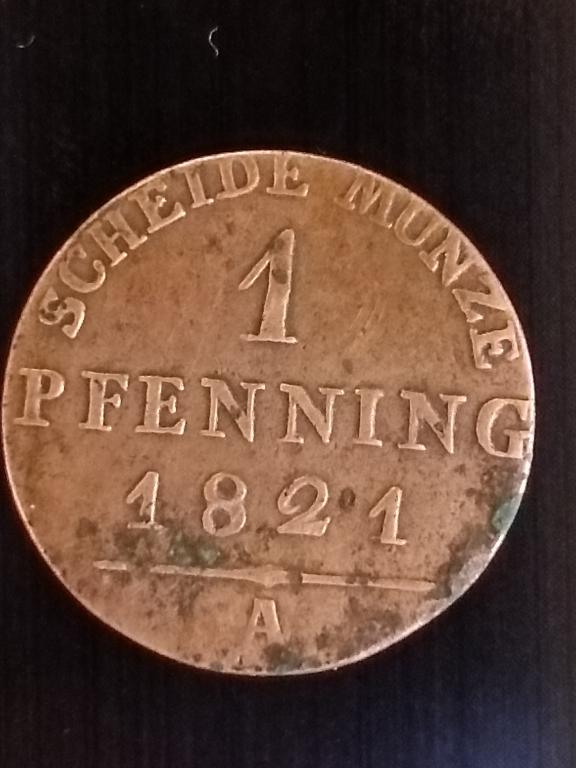 SCHEIDE MUNZE
1
PFENNING
1821
A